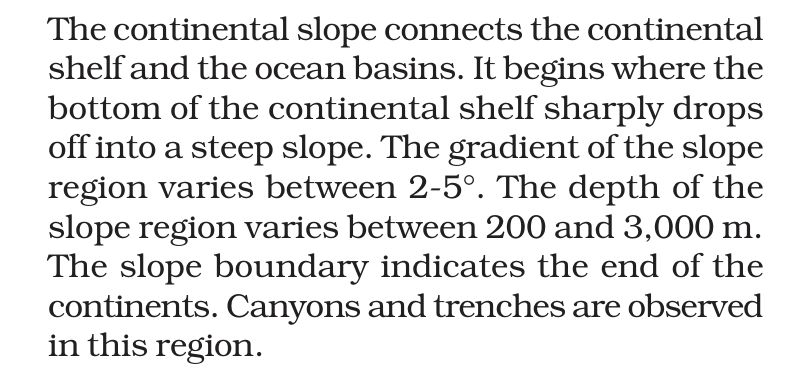 The continental slope connects the continental
shelf and the ocean basins. It begins where the
bottom of the continental shelf sharply drops
off into a steep slope. The gradient of the slope
region varies between 2-5°. The depth of the
slope region varies between 200 and 3,000 m.
The slope boundary indicates the end of the
continents. Canyons and trenches are observed
in this region.